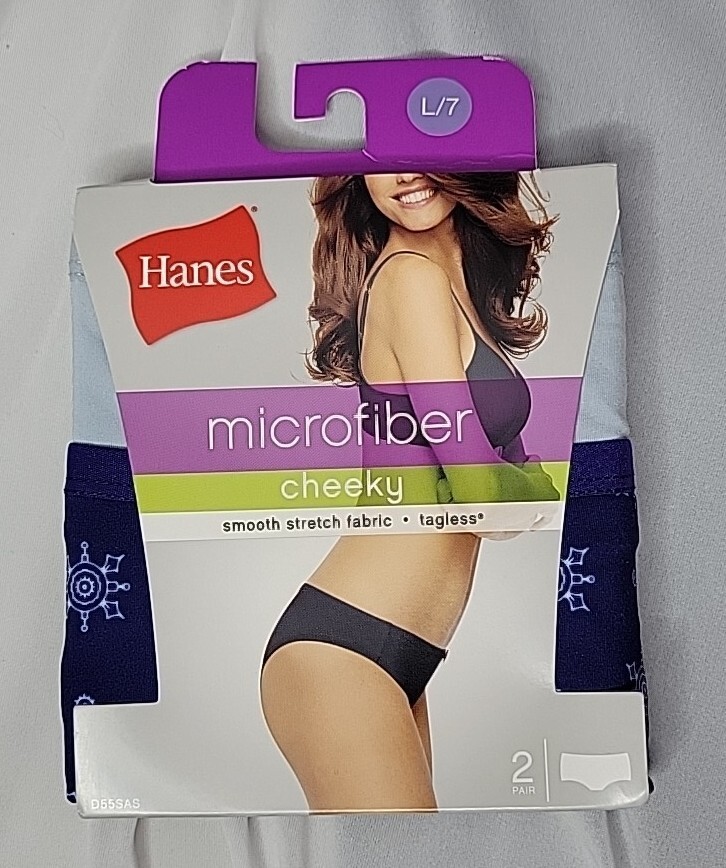 L/7
Hanes®
microfiber
cheeky
smooth stretch fabric • tagless®
2
PAIR
D55SAS